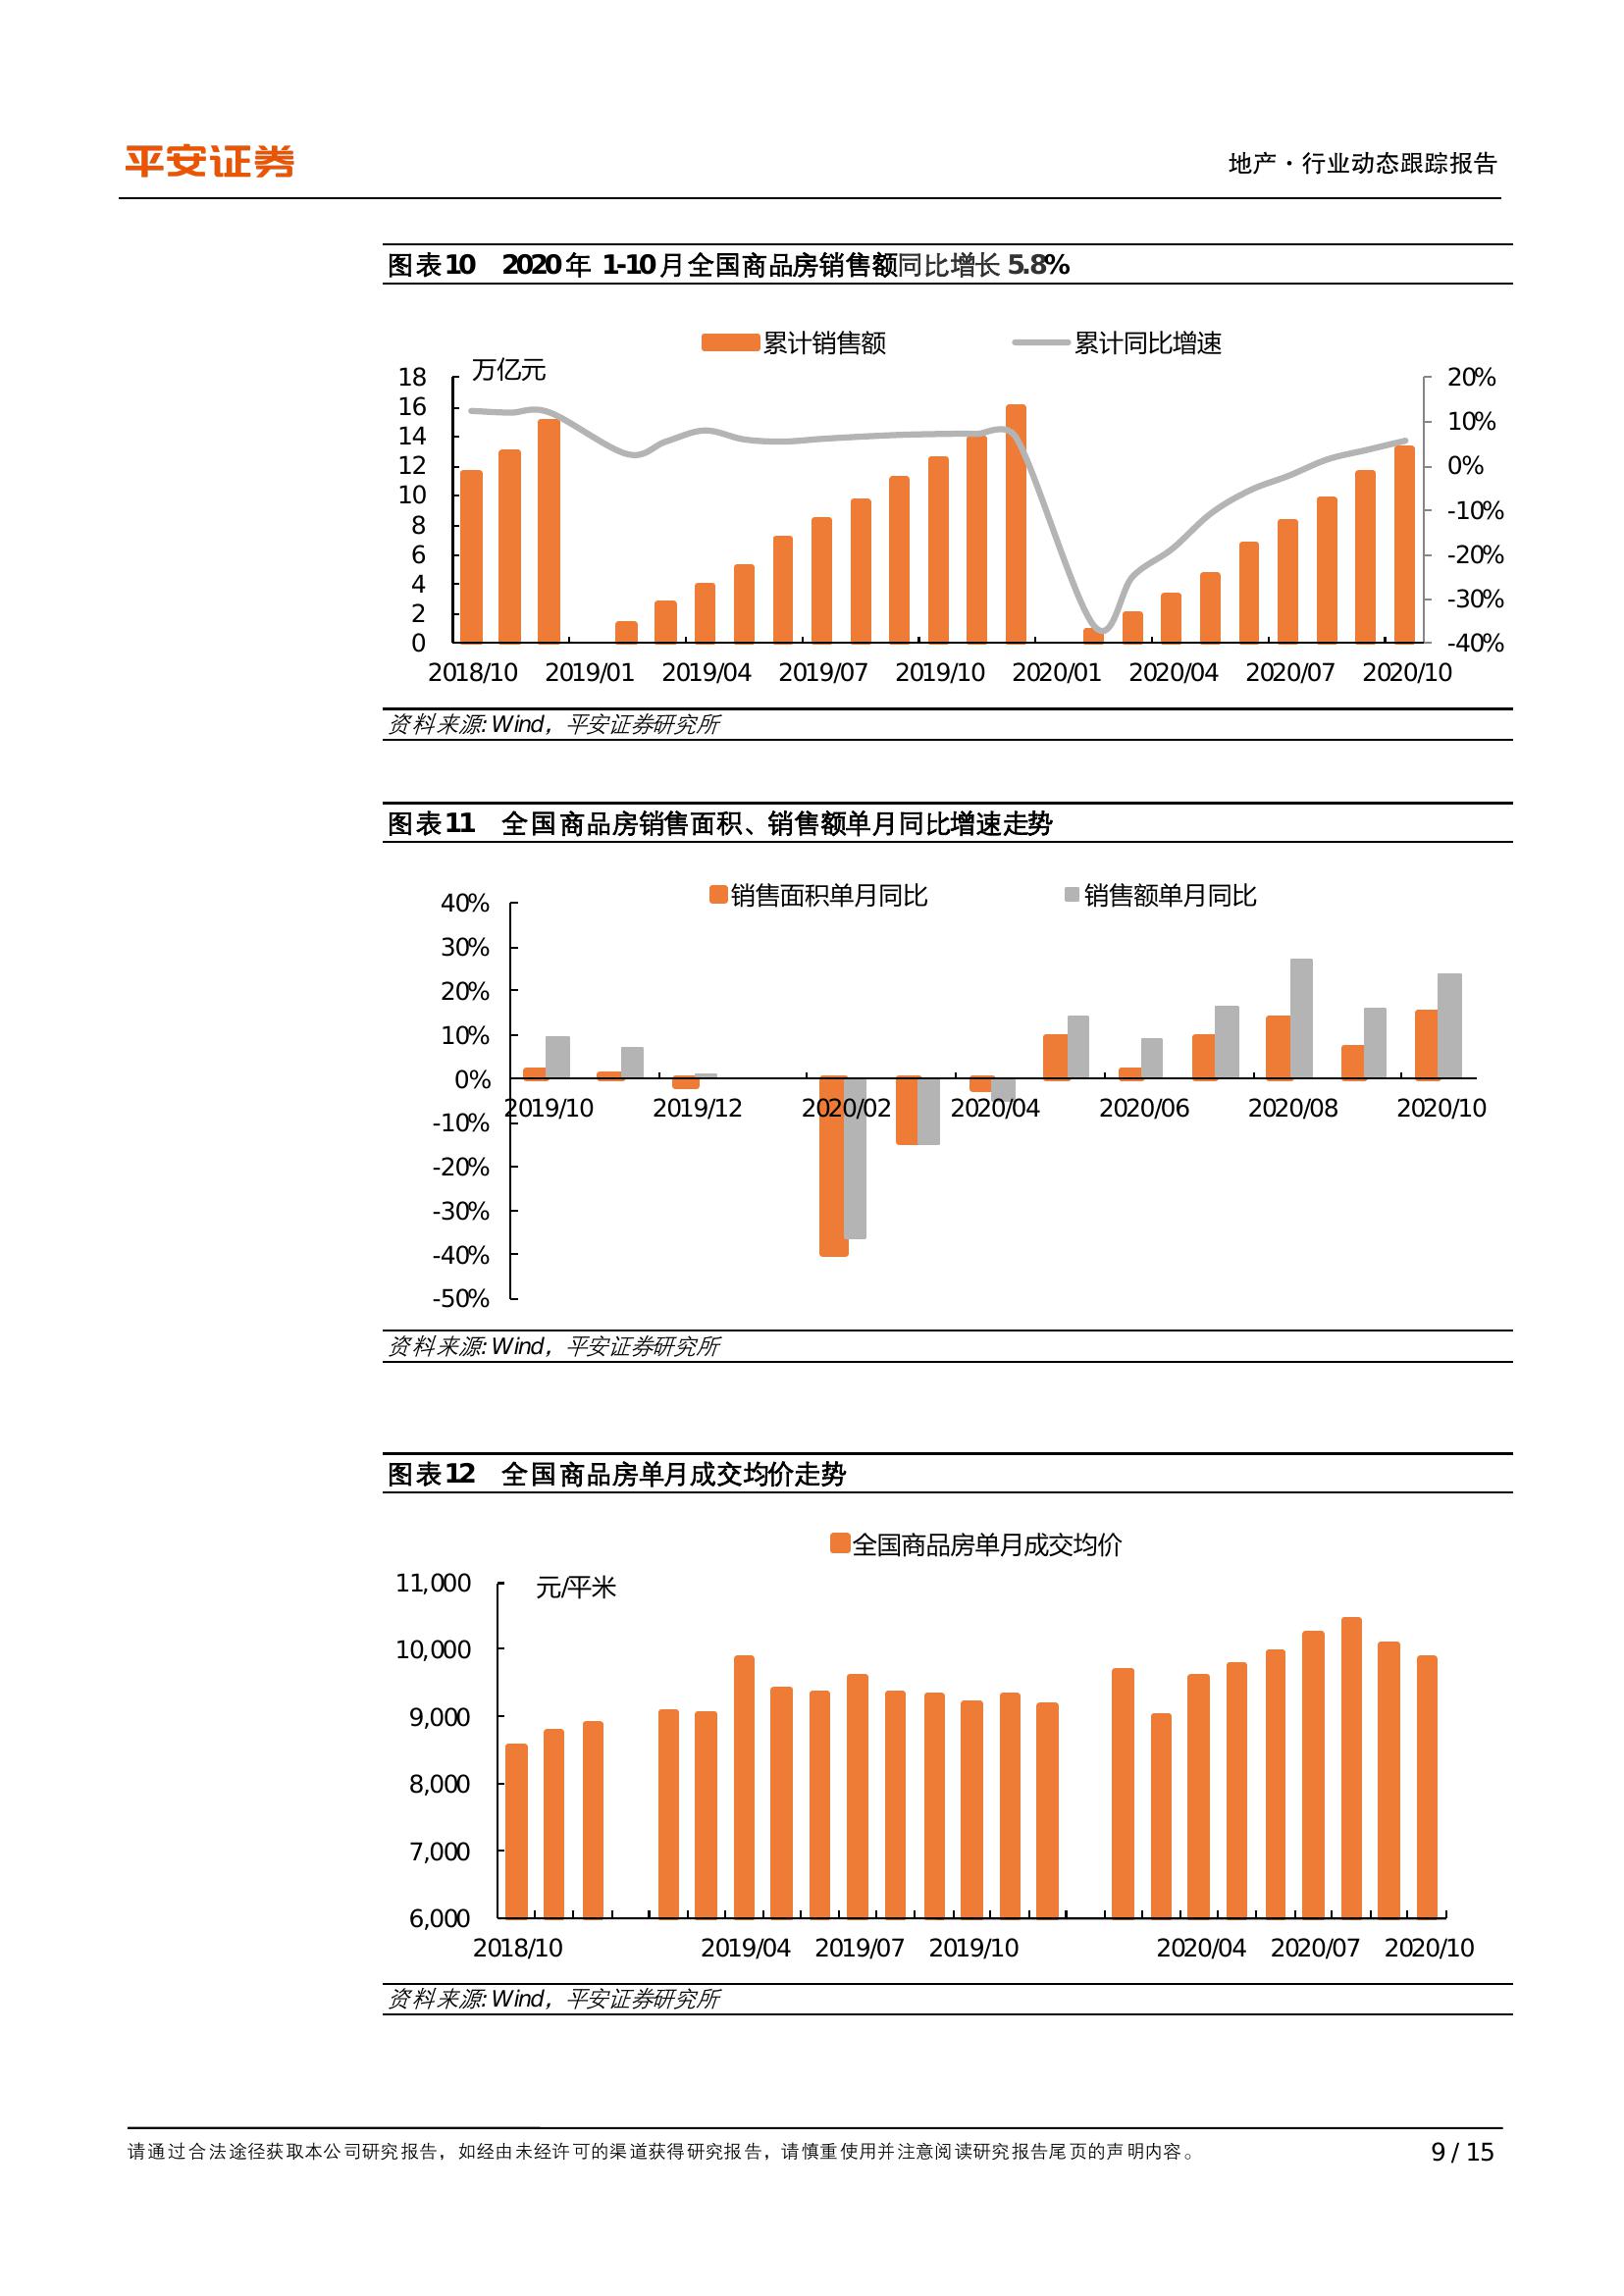 平安证券
地产·行业动态跟踪报告
图表10 2020年 1-10月全国商品房销售额同比增长 5.8%
累计销售额 累计同比增速
万亿元
18 20%
16 10%
14
12 0%
10 -10%
8
6 -20%
4 -30%
2
0 -40%
2018/10 2019/01 2019/04 2019/07 2019/10 2020/01 2020/04 2020/07 2020/10
资料来源:Wind，平安证券研究所
图表11 全国商品房销售面积、销售额单月同比增速走势
销售面积单月同比 销售额单月同比
40%
30%
20%
10%
0%
2019/10 2019/12 2020/02 2020/04 2020/06 2020/08 2020/10
-10%
-20%
-30%
-40%
-50%
资料来源:Wind，平安证券研究所
图表12 全国商品房单月成交均价走势
全国商品房单月成交均价
11,000 元/平米
10,000
9,000
8,000
7,000
6,000
2018/10 2019/04 2019/07 2019/10 2020/04 2020/07 2020/10
资料来源:Wind，平安证券研究所
请通过合法途径获取本公司研究报告，如经由未经许可的渠道获得研究报告，请慎重使用并注意阅读研究报告尾页的声明内容。 9 / 15